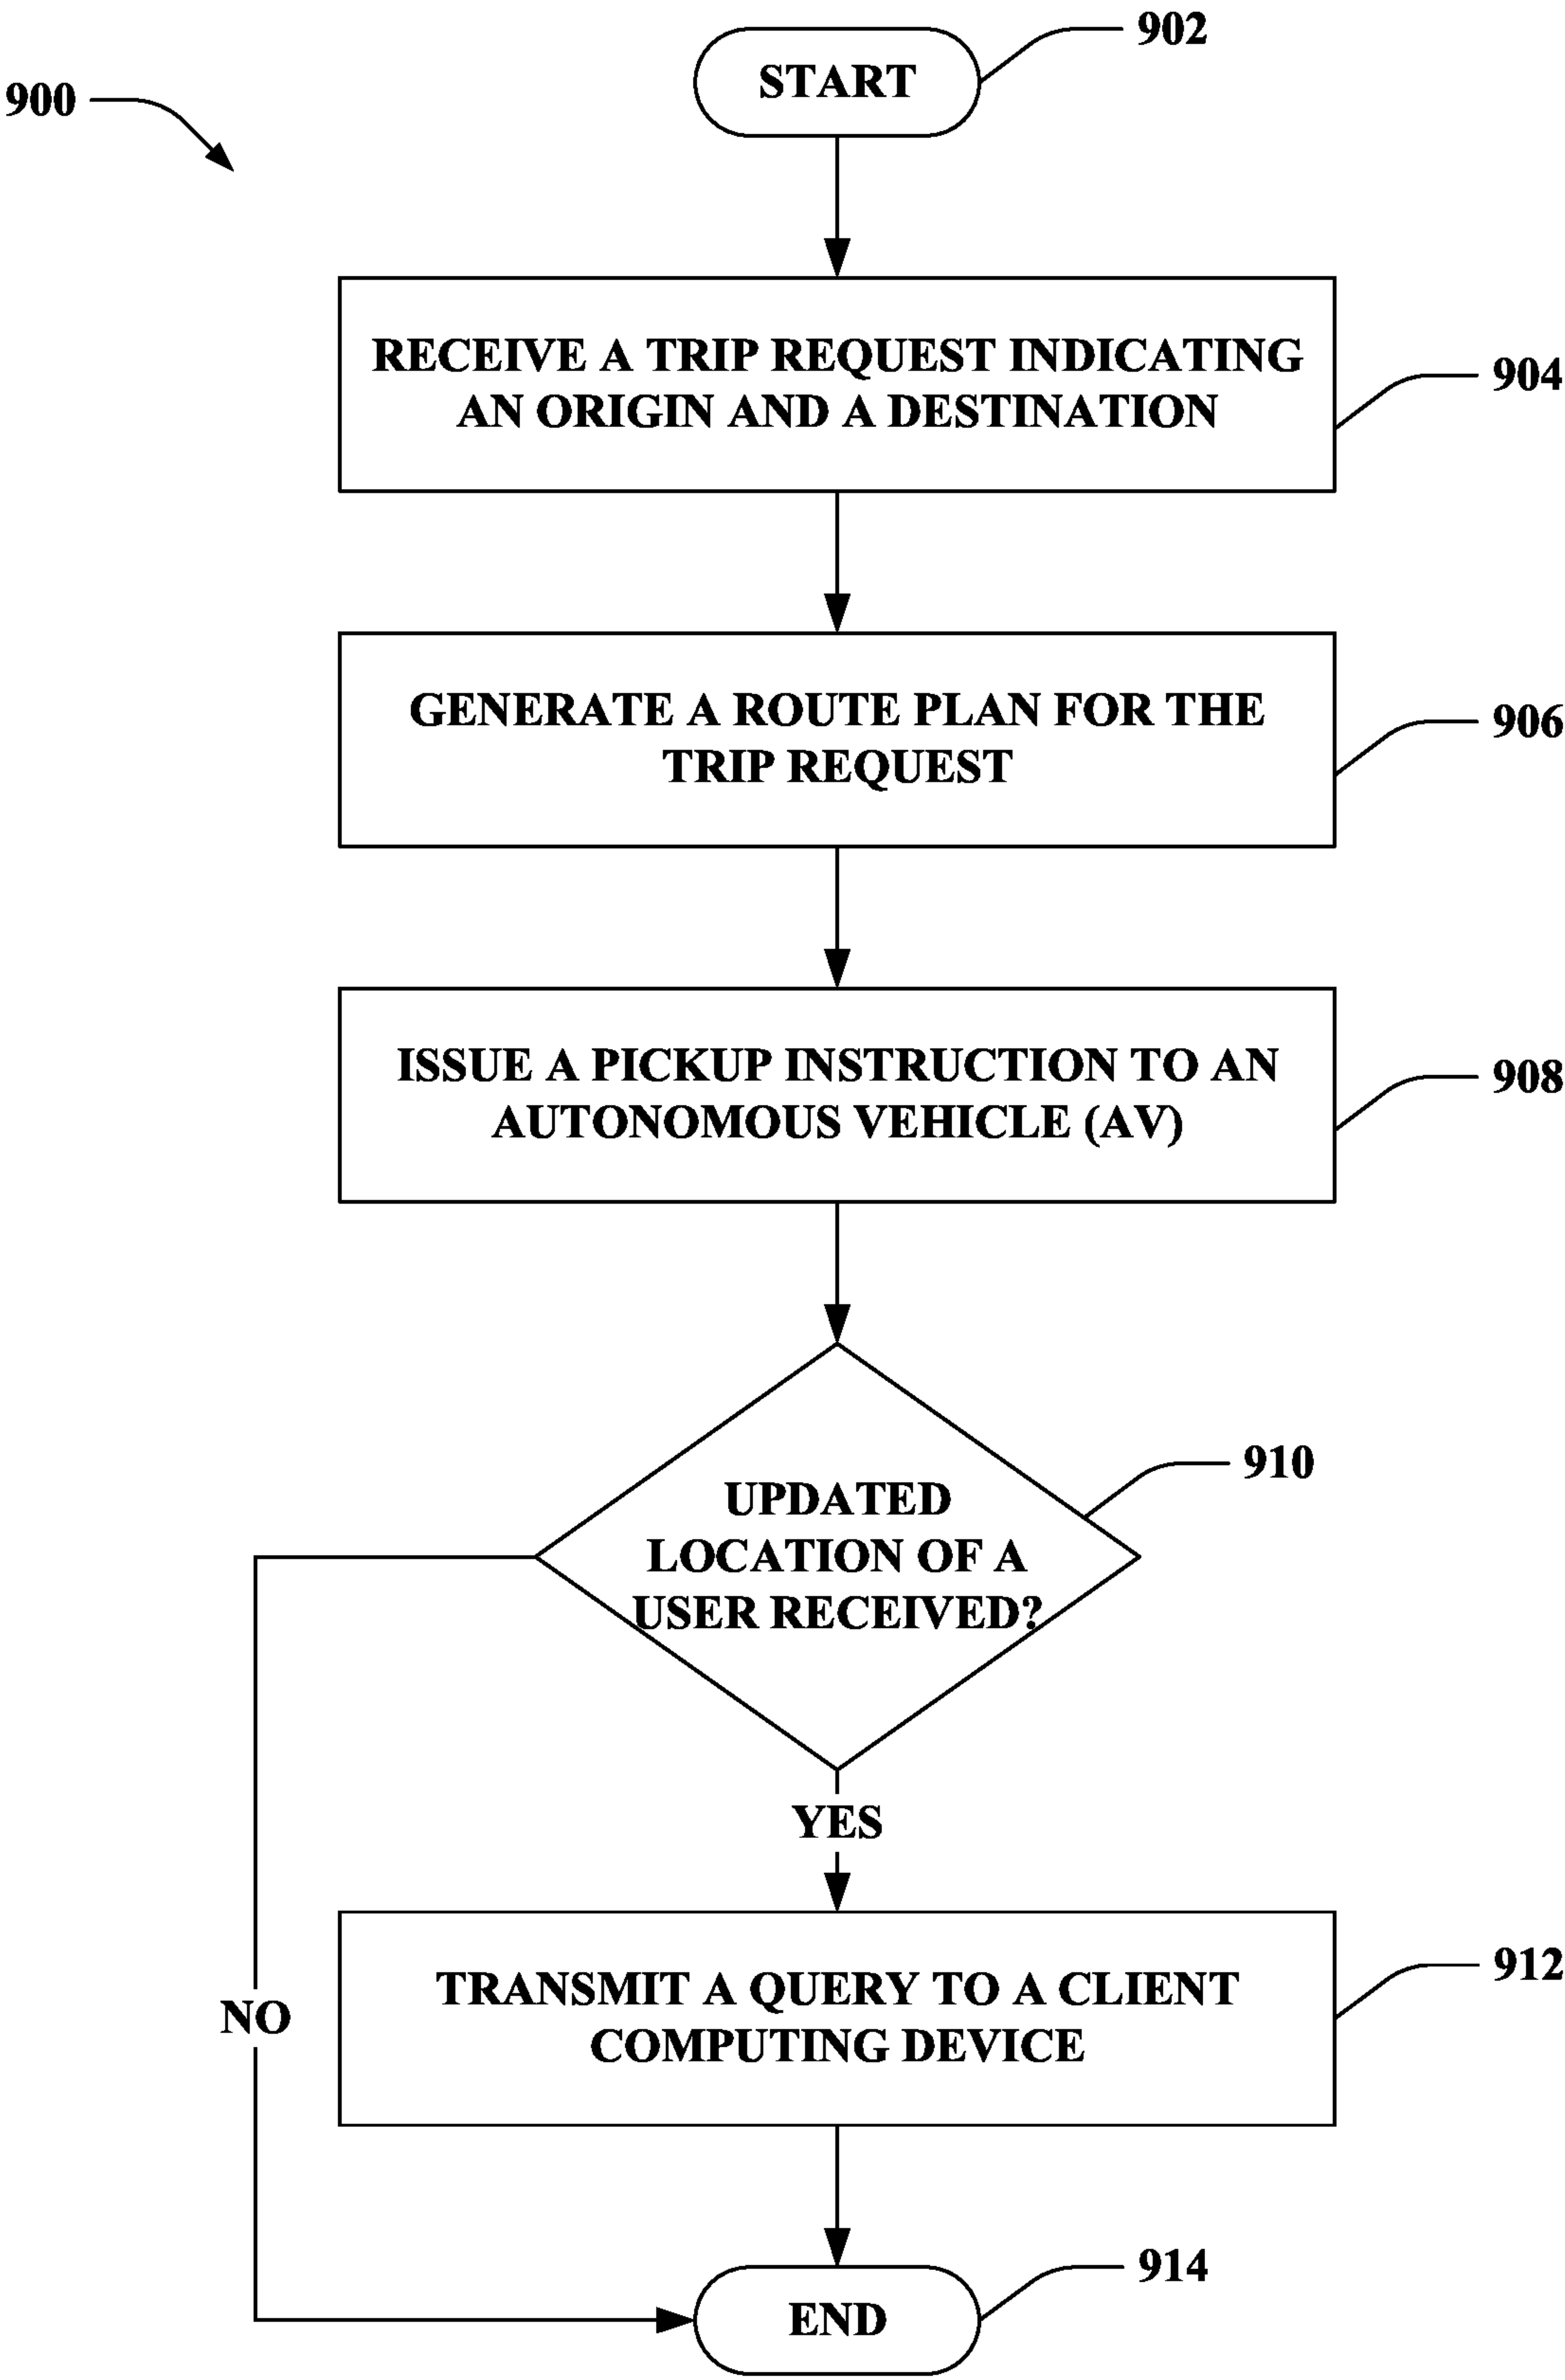 902
START
900
RECEIVE A TRIP REQUEST INDICATING
AN ORIGIN AND A DESTINATION
904
GENERATE A ROUTE PLAN FOR THE
TRIP REQUEST
906
ISSUE A PICKUP INSTRUCTION TO AN
AUTONOMOUS VEHICLE (AV)
908
UPDATED
LOCATION OF A
USER RECEIVED?
910
YES
TRANSMIT A QUERY TO A CLIENT
COMPUTING DEVICE
912
NO
END
914